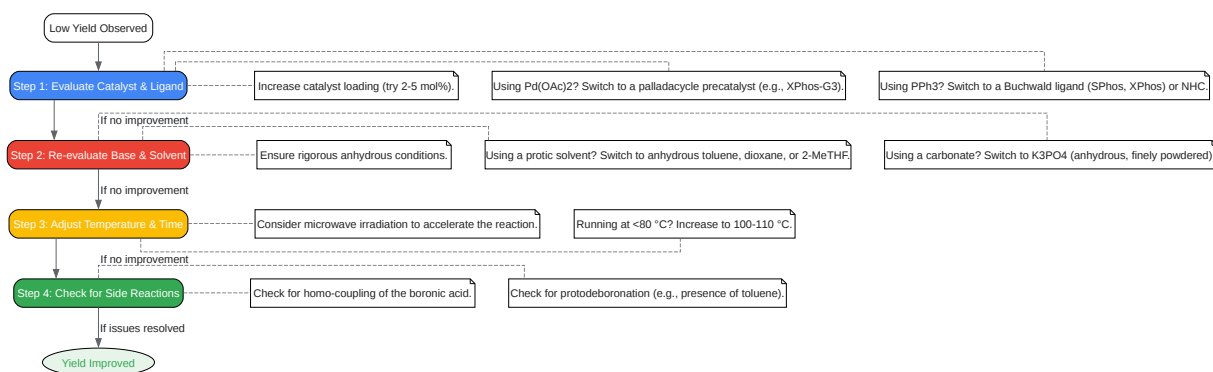 Low Yield Observed
Step 1: Evaluate Catalyst & Ligand
Increase catalyst loading (try 2-5 mol%).
Using Pd(OAc)2? Switch to a palladacycle precatalyst (e.g., XPhos-G3).
Using PPh3? Switch to a Buchwald ligand (SPhos, XPhos) or NHC.
If no improvement
Step 2: Re-evaluate Base & Solvent
Ensure rigorous anhydrous conditions.
Using a protic solvent? Switch to anhydrous toluene, dioxane, or 2-MeTHF.
Using a carbonate? Switch to K3PO4 (anhydrous, finely powdered)
If no improvement
Step 3: Adjust Temperature & Time
Consider microwave irradiation to accelerate the reaction.
Running at <80 °C? Increase to 100-110 °C.
If no improvement
Step 4: Check for Side Reactions
Check for homo-coupling of the boronic acid.
Check for protodeboronation (e.g., presence of toluene).
If issues resolved
Yield Improved